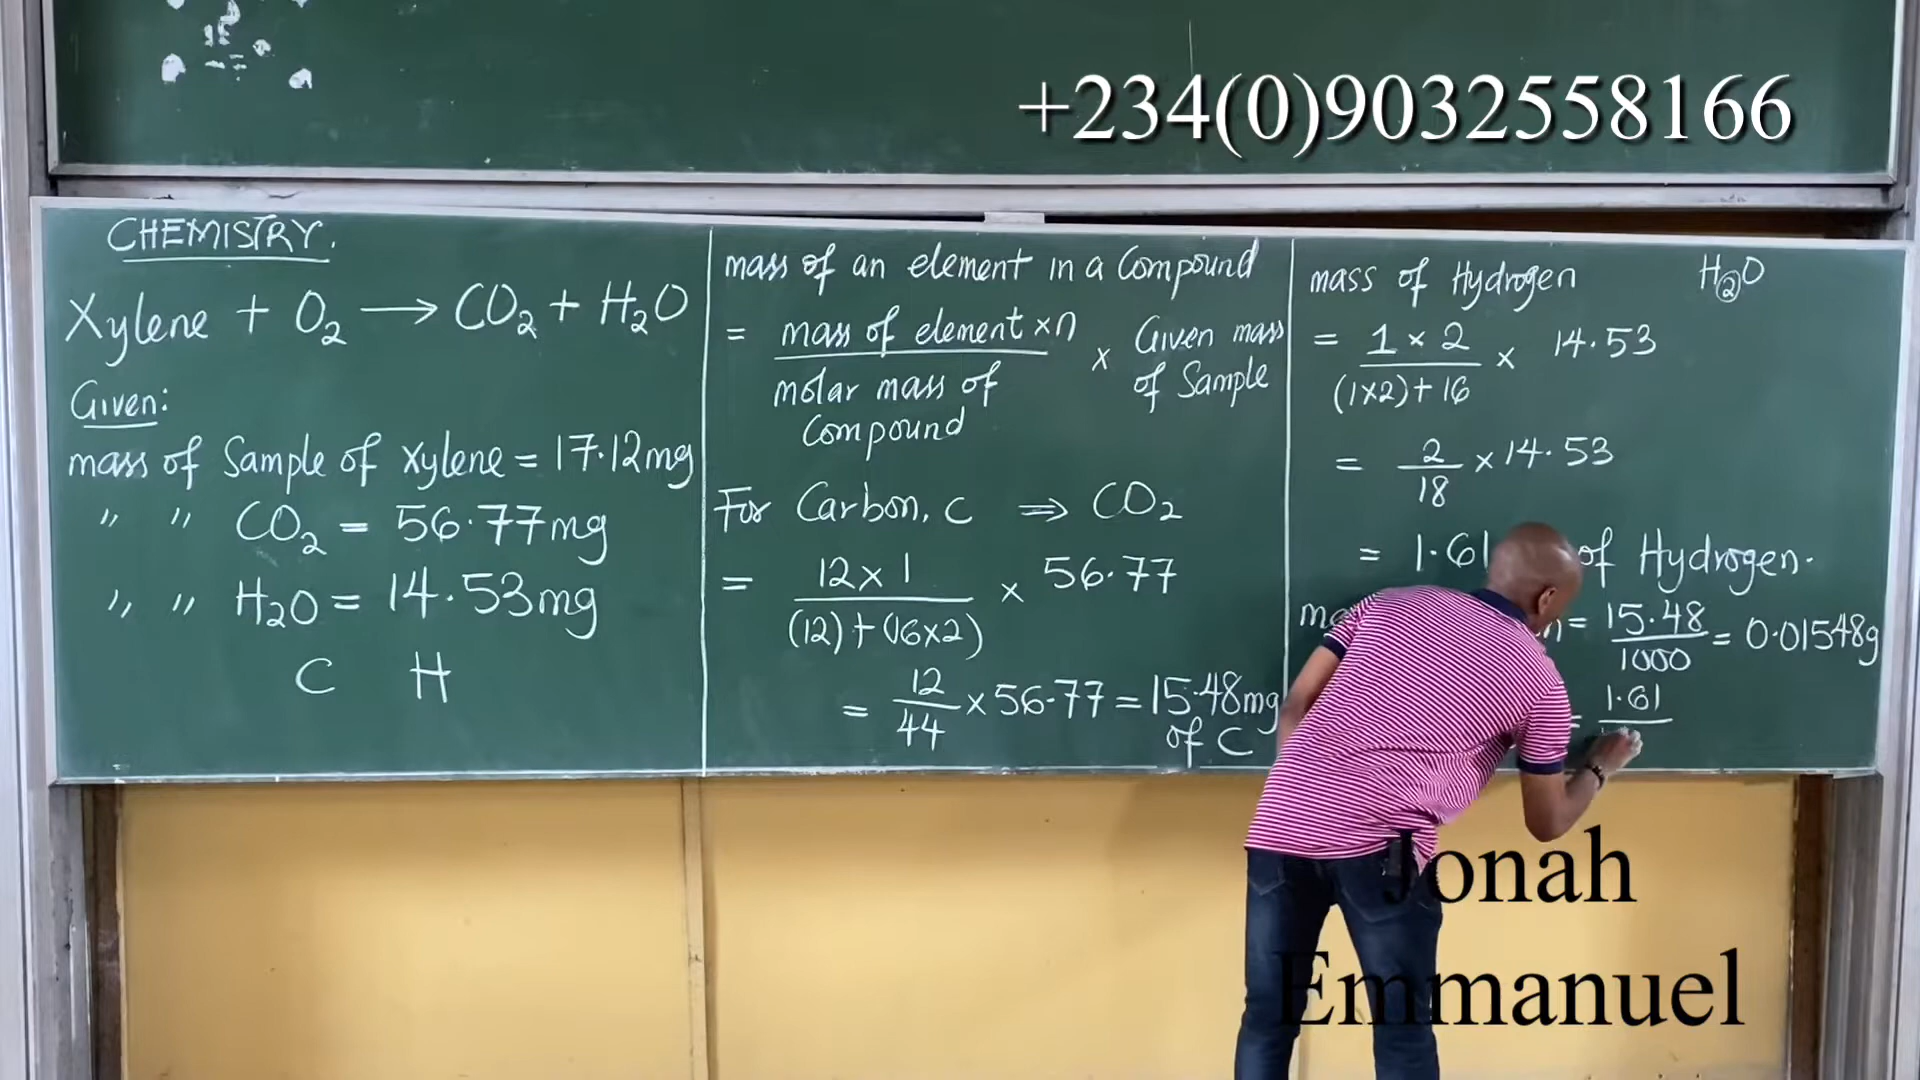 +234(0)9032558166
CHEMISTRY.
Xylene + O₂ ⟶ CO₂ + H₂O
Given:
mass of Sample of xylene = 17.12mg
〃 〃 CO₂ = 56.77mg
〃 〃 H₂O = 14.53mg
C H
mass of an element in a Compound
= mass of element × n / molar mass of Compound × Given mass of Sample
For Carbon, C ⇒ CO₂
= 12 × 1 / (12) + (16×2) × 56.77
= 12/44 × 56.77 = 15.48mg
of C
mass of Hydrogen H₂O
= 1 × 2 / (1×2) + 16 × 14.53
= 2/18 × 14.53
= 1.61 of Hydrogen.
= 15.48/1000 = 0.01548g
= 1.61
Jonah
Emmanuel